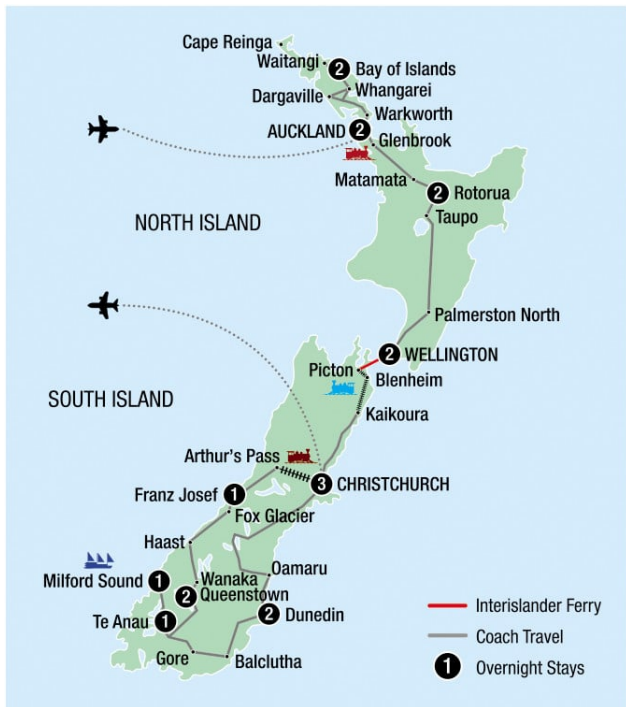 Cape Reinga
Waitangi
2
Bay of Islands
Whangarei
Dargaville
Warkworth
AUCKLAND
2
Glenbrook
Matamata
2
Rotorua
Taupo
NORTH ISLAND
Palmerston North
2
WELLINGTON
Picton
Blenheim
SOUTH ISLAND
Kaikoura
Arthur's Pass
3
CHRISTCHURCH
Franz Josef
1
Fox Glacier
Haast
Oamaru
Milford Sound
1
Wanaka
2
Queenstown
Te Anau
1
2
Dunedin
Gore
Balclutha
Interislander Ferry
Coach Travel
1
Overnight Stays